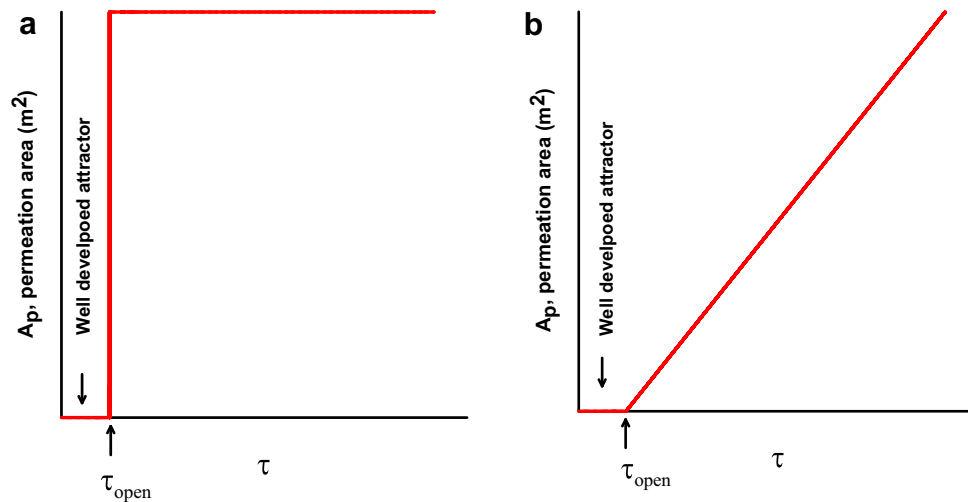 a
Ap, permeation area (m²)
Well develpoed attractor
τopen
τ
b
Ap, permeation area (m²)
Well develpoed attractor
τopen
τ